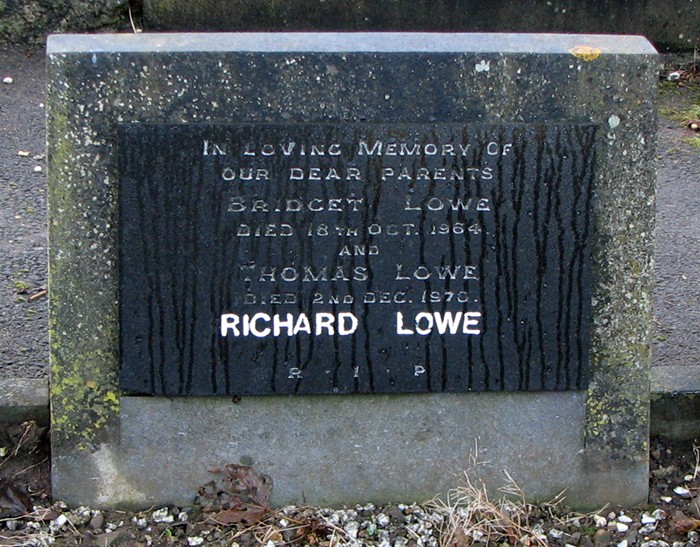 In Loving Memory Of
OUR DEAR PARENTS
BRIDGET LOWE
DIED 18TH OCT. 1964.
AND
THOMAS LOWE
DIED 2ND DEC. 1970.
RICHARD LOWE
R · I · P